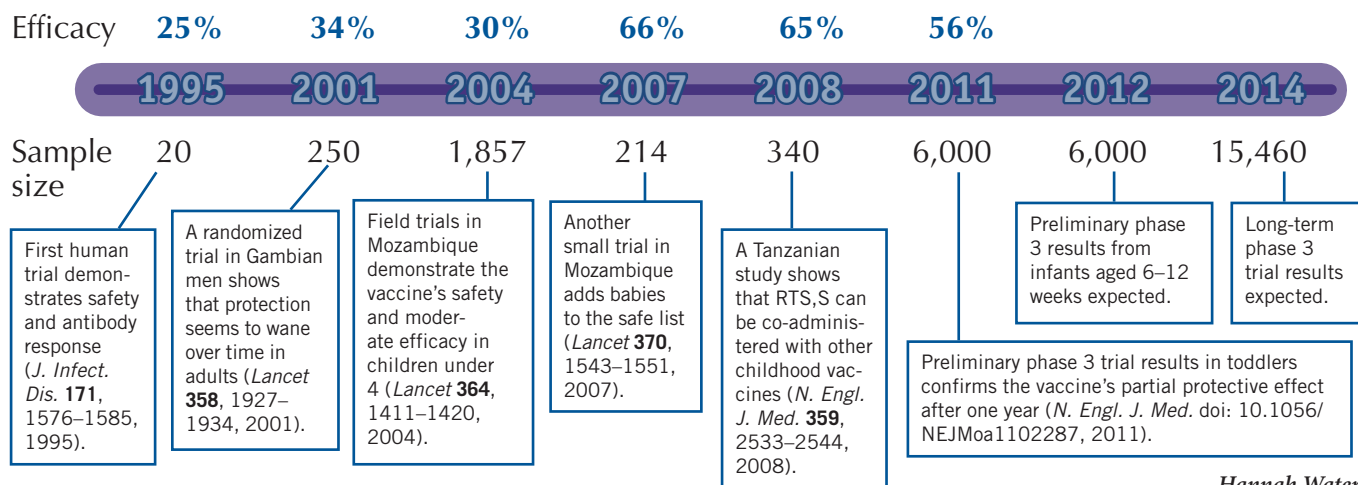 Efficacy 25% 34% 30% 66% 65% 56%
1995 2001 2004 2007 2008 2011 2012 2014
Sample size 20 250 1,857 214 340 6,000 6,000 15,460
First human
trial demon-
strates safety
and antibody
response
(J. Infect.
Dis. 171,
1576–1585,
1995).
A randomized
trial in Gambian
men shows
that protection
seems to wane
over time in
adults (Lancet
358, 1927–
1934, 2001).
Field trials in
Mozambique
demonstrate the
vaccine's safety
and moder-
ate efficacy in
children under
4 (Lancet 364,
1411–1420,
2004).
Another
small trial in
Mozambique
adds babies
to the safe list
(Lancet 370,
1543–1551,
2007).
A Tanzanian
study shows
that RTS,S can
be co-adminis-
tered with other
childhood vac-
cines (N. Engl.
J. Med. 359,
2533–2544,
2008).
Preliminary phase
3 results from
infants aged 6–12
weeks expected.
Long-term
phase 3
trial results
expected.
Preliminary phase 3 trial results in toddlers
confirms the vaccine's partial protective effect
after one year (N. Engl. J. Med. doi: 10.1056/
NEJMoa1102287, 2011).
Hannah Water